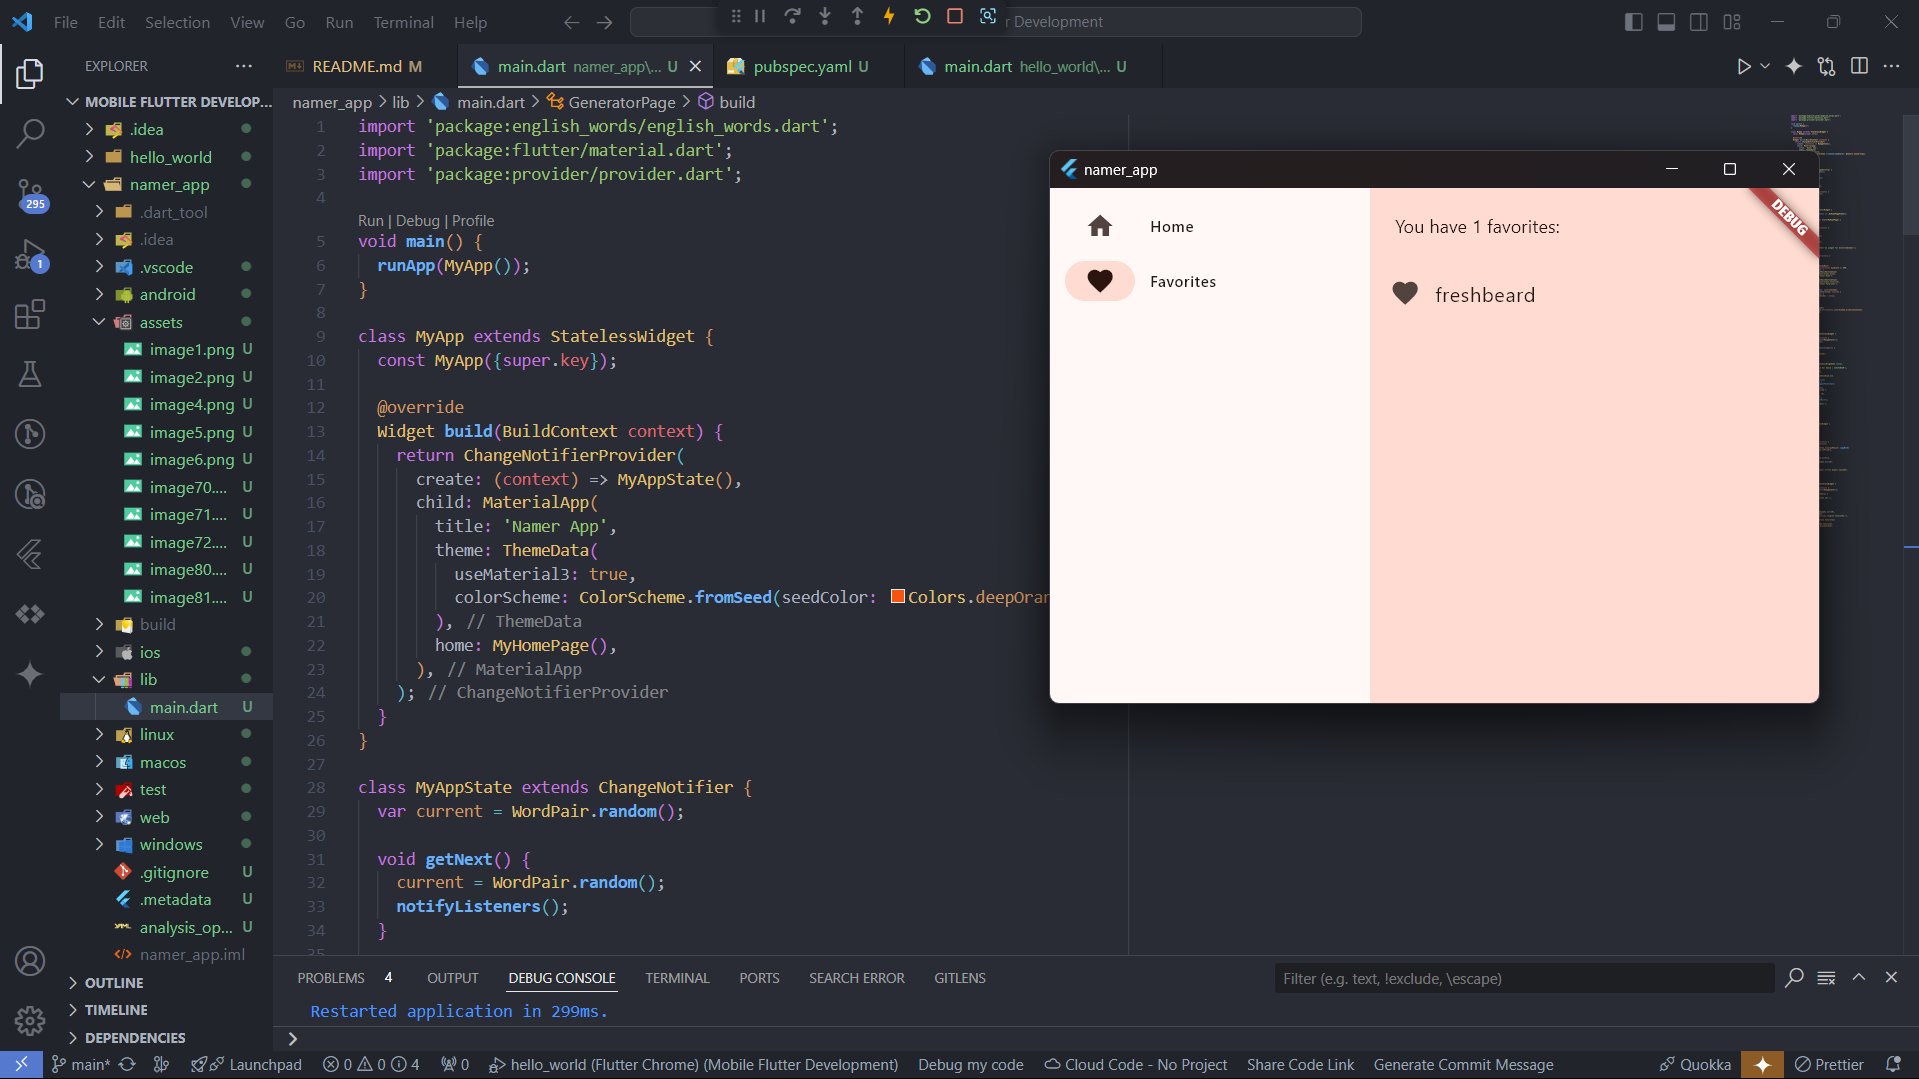 File Edit Selection View Go Run Terminal Help
r Development
EXPLORER
README.md M
main.dart namer_app\... U
pubspec.yaml U
main.dart hello_world\... U
MOBILE FLUTTER DEVELOP...
.idea
hello_world
namer_app
.dart_tool
.idea
.vscode
android
assets
image1.png U
image2.png U
image4.png U
image5.png U
image6.png U
image70.... U
image71.... U
image72.... U
image80.... U
image81.... U
build
ios
lib
main.dart U
linux
macos
test
web
windows
.gitignore U
.metadata U
analysis_op... U
namer_app.iml
OUTLINE
TIMELINE
DEPENDENCIES
295
1
namer_app > lib > main.dart > GeneratorPage > build
1 import 'package:english_words/english_words.dart';
2 import 'package:flutter/material.dart';
3 import 'package:provider/provider.dart';
4
Run | Debug | Profile
5 void main() {
6 runApp(MyApp());
7 }
8
9 class MyApp extends StatelessWidget {
10 const MyApp({super.key});
11
12 @override
13 Widget build(BuildContext context) {
14 return ChangeNotifierProvider(
15 create: (context) => MyAppState(),
16 child: MaterialApp(
17 title: 'Namer App',
18 theme: ThemeData(
19 useMaterial3: true,
20 colorScheme: ColorScheme.fromSeed(seedColor: Colors.deepOran
21 ), // ThemeData
22 home: MyHomePage(),
23 ), // MaterialApp
24 ); // ChangeNotifierProvider
25 }
26 }
27
28 class MyAppState extends ChangeNotifier {
29 var current = WordPair.random();
30
31 void getNext() {
32 current = WordPair.random();
33 notifyListeners();
34 }
35
namer_app
Home
Favorites
You have 1 favorites:
freshbeard
DEBUG
PROBLEMS 4 OUTPUT DEBUG CONSOLE TERMINAL PORTS SEARCH ERROR GITLENS
Filter (e.g. text, !exclude, \escape)
Restarted application in 299ms.
main* Launchpad 0 0 4 0 hello_world (Flutter Chrome) (Mobile Flutter Development) Debug my code Cloud Code - No Project Share Code Link Generate Commit Message Quokka Prettier